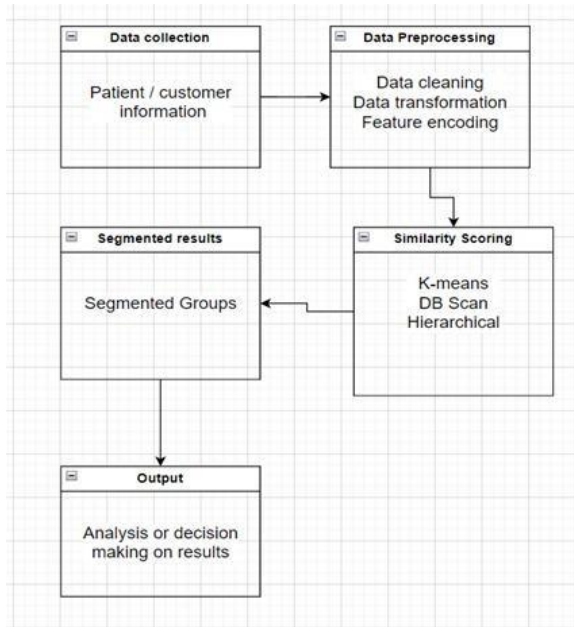 Data collection
Patient / customer
information
Data Preprocessing
Data cleaning
Data transformation
Feature encoding
Similarity Scoring
K-means
DB Scan
Hierarchical
Segmented results
Segmented Groups
Output
Analysis or decision
making on results